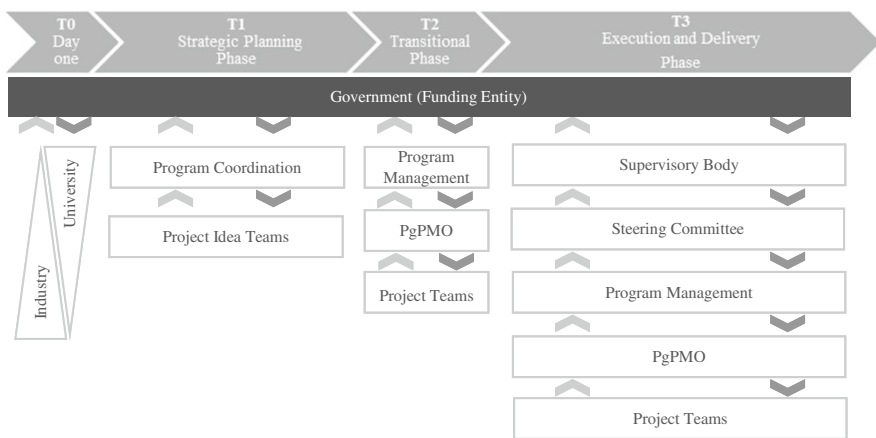 T0
Day
one
T1
Strategic Planning
Phase
T2
Transitional
Phase
T3
Execution and Delivery
Phase
Government (Funding Entity)
Industry
University
Program Coordination
Project Idea Teams
Program
Management
PgPMO
Project Teams
Supervisory Body
Steering Committee
Program Management
PgPMO
Project Teams